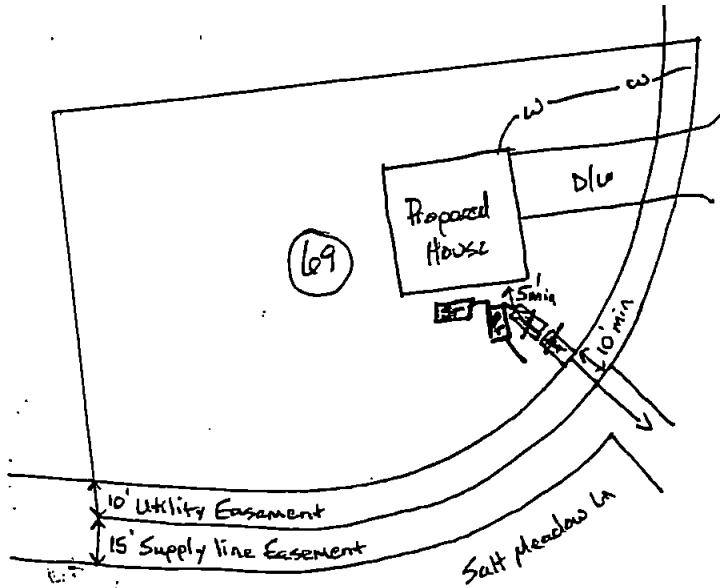 W
W
D/W
Proposed
House
69
5' min
10' min
10' Utility Easement
15' Supply line Easement
Salt Meadow Ln